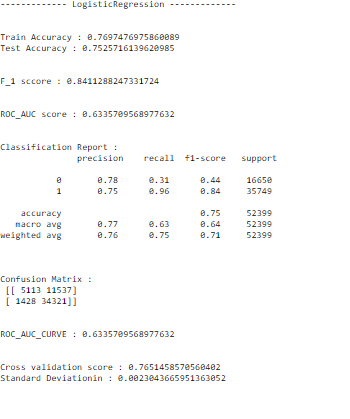 ------------- LogisticRegression -------------
Train Accuracy : 0.7697476975860089
Test Accuracy : 0.7525716139620985
F_1 sccore : 0.8411288247331724
ROC_AUC score : 0.6335709568977632
Classification Report :
precision recall f1-score support
0 0.78 0.31 0.44 16650
1 0.75 0.96 0.84 35749
accuracy 0.75 52399
macro avg 0.77 0.63 0.64 52399
weighted avg 0.76 0.75 0.71 52399
Confusion Matrix :
[[ 5113 11537]
[ 1428 34321]]
ROC_AUC_CURVE : 0.6335709568977632
Cross validation score : 0.7651458570560402
Standard Deviationin : 0.0023043665951363052